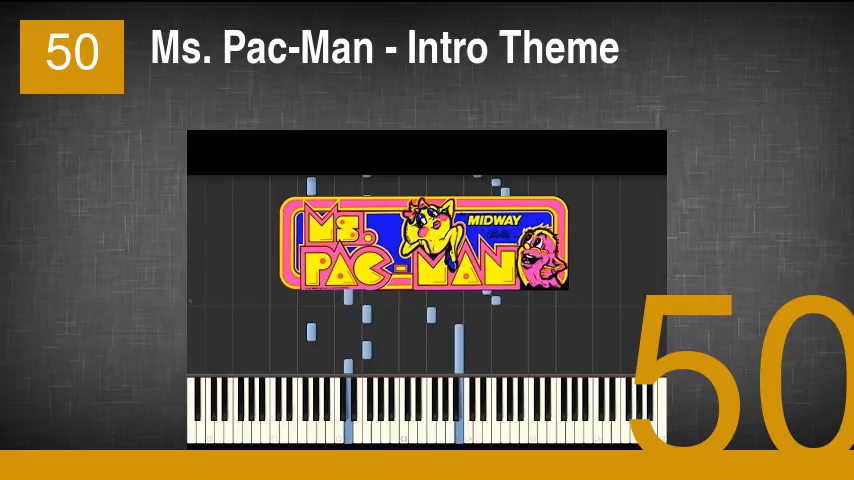 50
Ms. Pac-Man - Intro Theme
MS.
MIDWAY
PAC-MAN
50